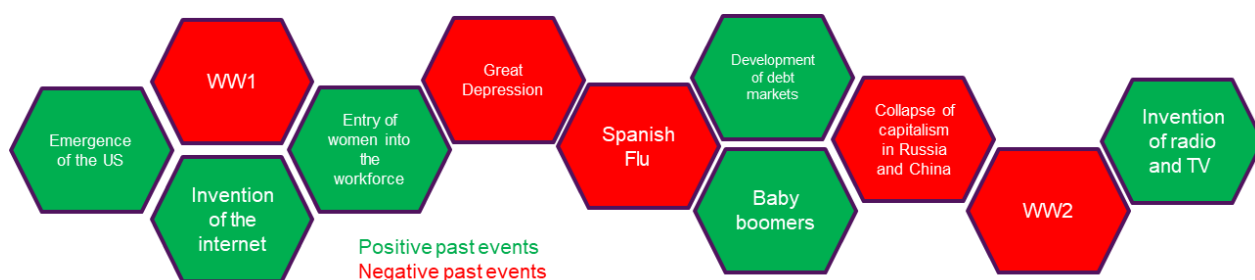 Emergence
of the US
WW1
Invention
of the
internet
Entry of
women into
the
workforce
Great
Depression
Spanish
Flu
Development
of debt
markets
Baby
boomers
Collapse of
capitalism
in Russia
and China
WW2
Invention
of radio
and TV
Positive past events
Negative past events